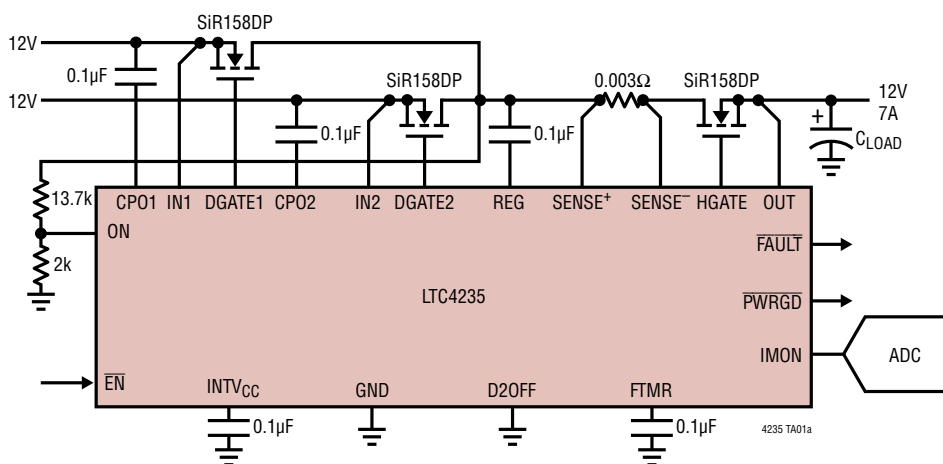 SiR158DP
12V
0.1µF
SiR158DP
0.003Ω
SiR158DP
12V
12V
7A
0.1µF
0.1µF
+
CLOAD
13.7k
CPO1 IN1 DGATE1 CPO2 IN2 DGATE2 REG SENSE+ SENSE– HGATE OUT
ON
FAULT
2k
LTC4235
PWRGD
IMON
ADC
EN
INTVCC GND D2OFF FTMR
0.1µF
0.1µF
4235 TA01a